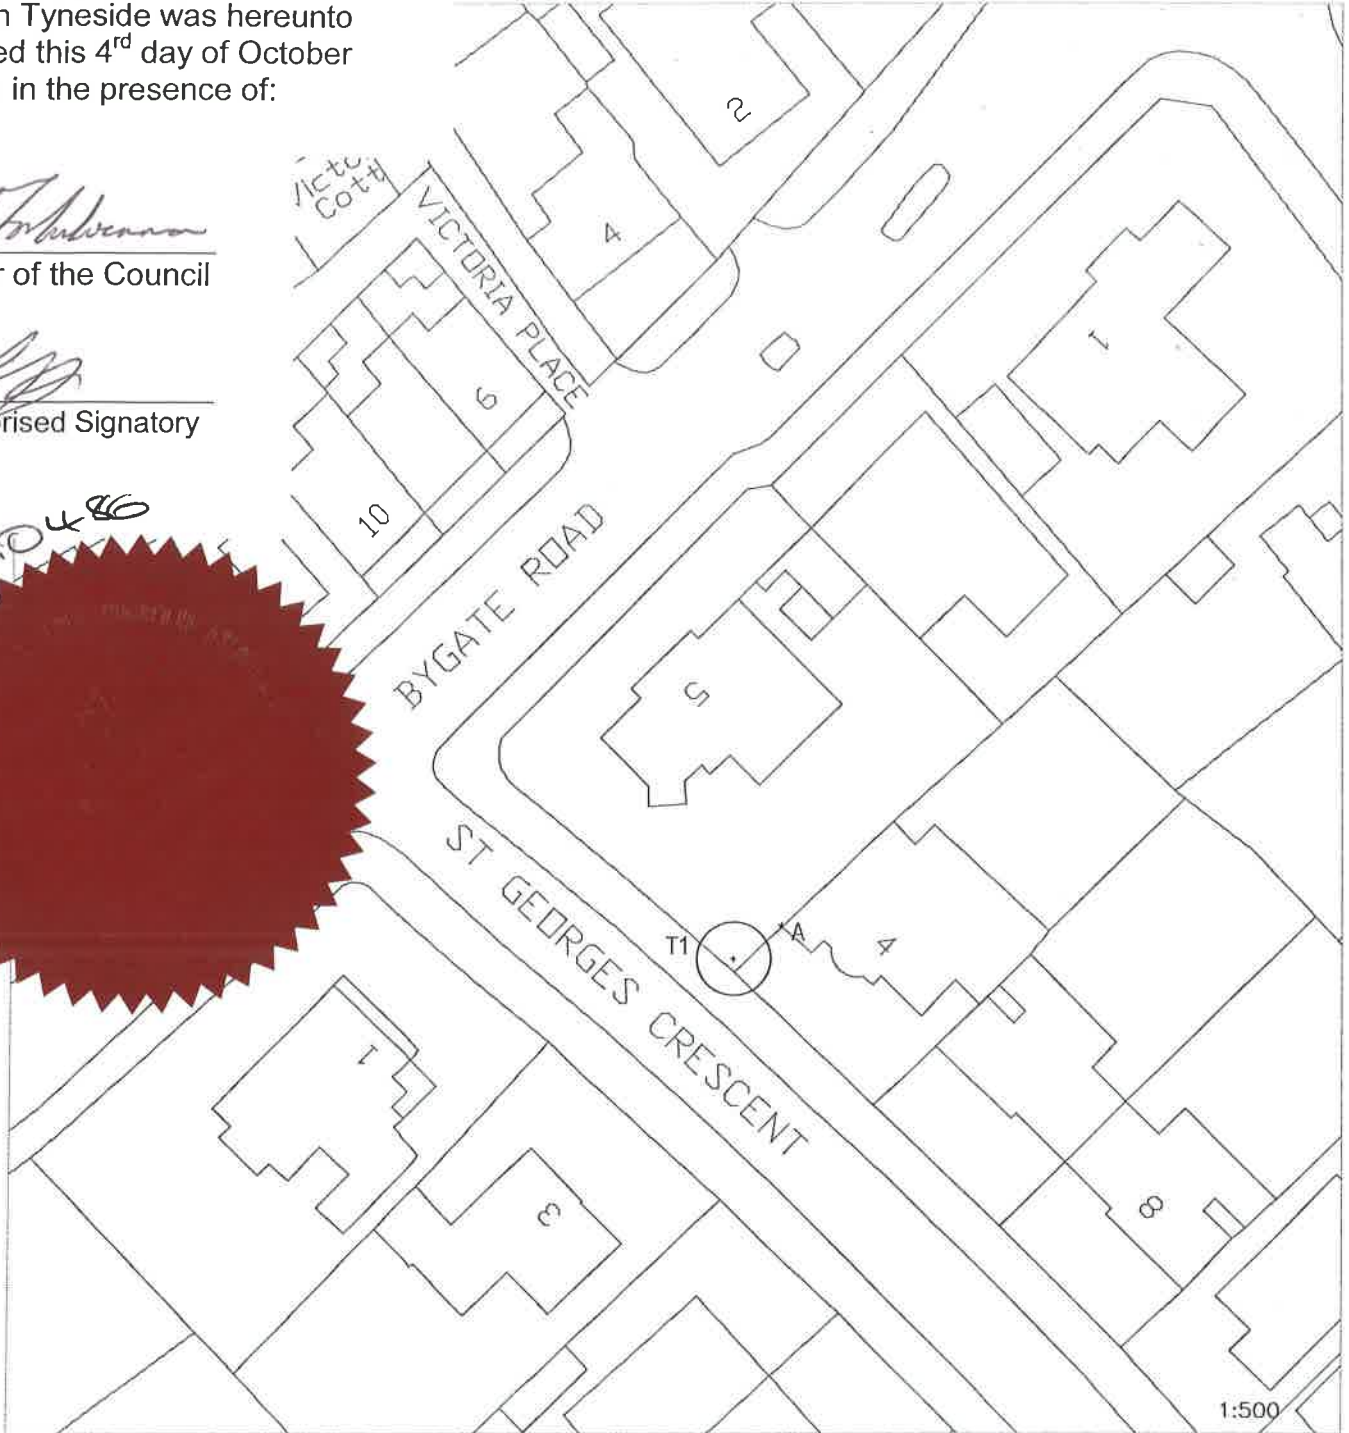 n Tyneside was hereunto
ed this 4rd day of October
in the presence of:
r of the Council
rised Signatory
0486
Victo
Cott
VICTORIA PLACE
2
4
6
10
1
BYGATE ROAD
5
ST GEORGES CRESCENT
T1
A
4
1
3
8
1:500